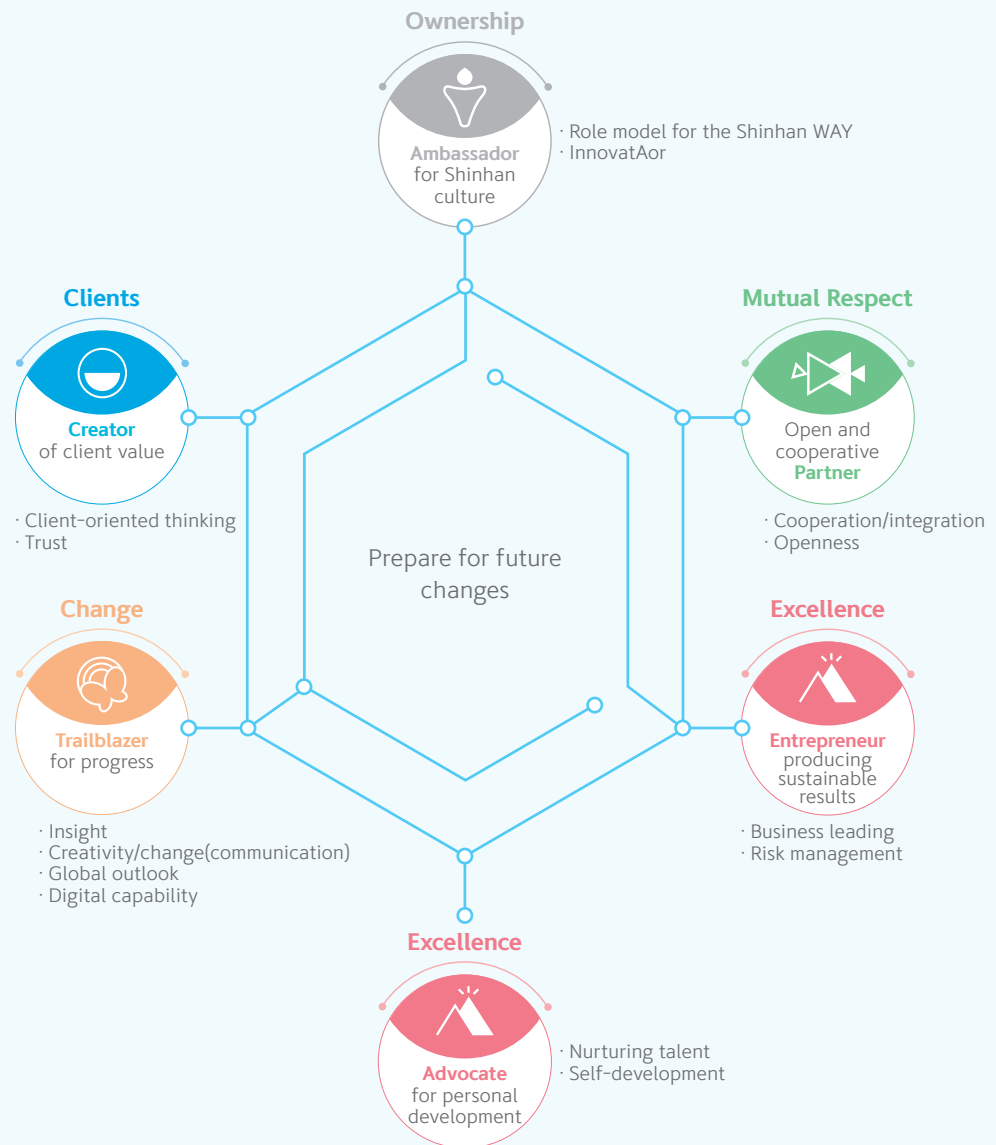 Ownership
Ambassador
for Shinhan
culture
· Role model for the Shinhan WAY
· InnovatAor
Clients
Creator
of client value
· Client-oriented thinking
· Trust
Mutual Respect
Open and
cooperative
Partner
· Cooperation/integration
· Openness
Prepare for future
changes
Change
Trailblazer
for progress
· Insight
· Creativity/change(communication)
· Global outlook
· Digital capability
Excellence
Entrepreneur
producing
sustainable
results
· Business leading
· Risk management
Excellence
Advocate
for personal
development
· Nurturing talent
· Self-development